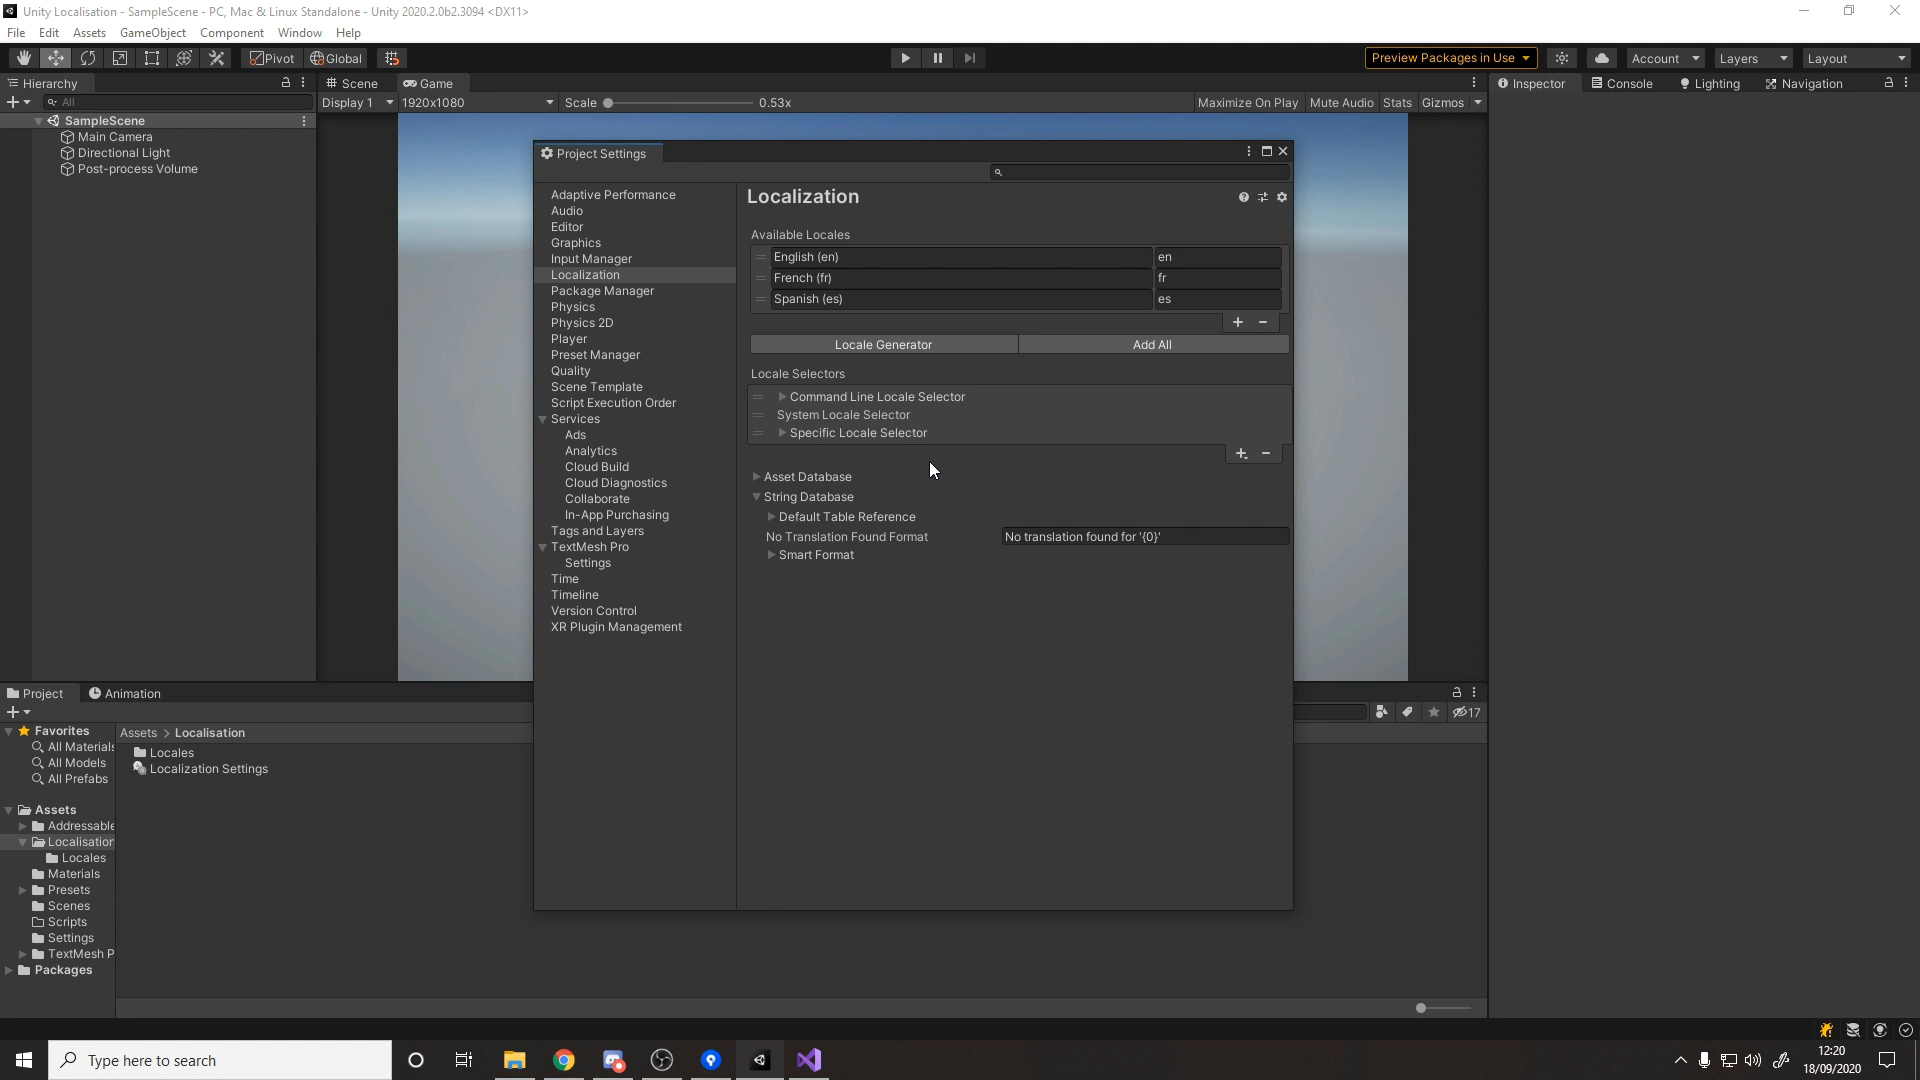 Unity Localisation - SampleScene - PC, Mac & Linux Standalone - Unity 2020.2.0b2.3094 <DX11>
File Edit Assets GameObject Component Window Help
Pivot Global Preview Packages in Use Account Layers Layout
Hierarchy Scene Game Inspector Console Lighting Navigation
All Display 1 1920x1080 Scale 0.53x Maximize On Play Mute Audio Stats Gizmos
SampleScene
Main Camera
Directional Light
Post-process Volume
Project Settings
Adaptive Performance
Audio
Editor
Graphics
Input Manager
Localization
Package Manager
Physics
Physics 2D
Player
Preset Manager
Quality
Scene Template
Script Execution Order
Services
Ads
Analytics
Cloud Build
Cloud Diagnostics
Collaborate
In-App Purchasing
Tags and Layers
TextMesh Pro
Settings
Time
Timeline
Version Control
XR Plugin Management
Localization
Available Locales
English (en) en
French (fr) fr
Spanish (es) es
Locale Generator Add All
Locale Selectors
Command Line Locale Selector
System Locale Selector
Specific Locale Selector
Asset Database
String Database
Default Table Reference
No Translation Found Format No translation found for '{0}'
Smart Format
Project Animation
17
Favorites
All Materials
All Models
All Prefabs
Assets
Addressable
Localisation
Locales
Materials
Presets
Scenes
Scripts
Settings
TextMesh P
Packages
Assets > Localisation
Locales
Localization Settings
Type here to search
12:20
18/09/2020